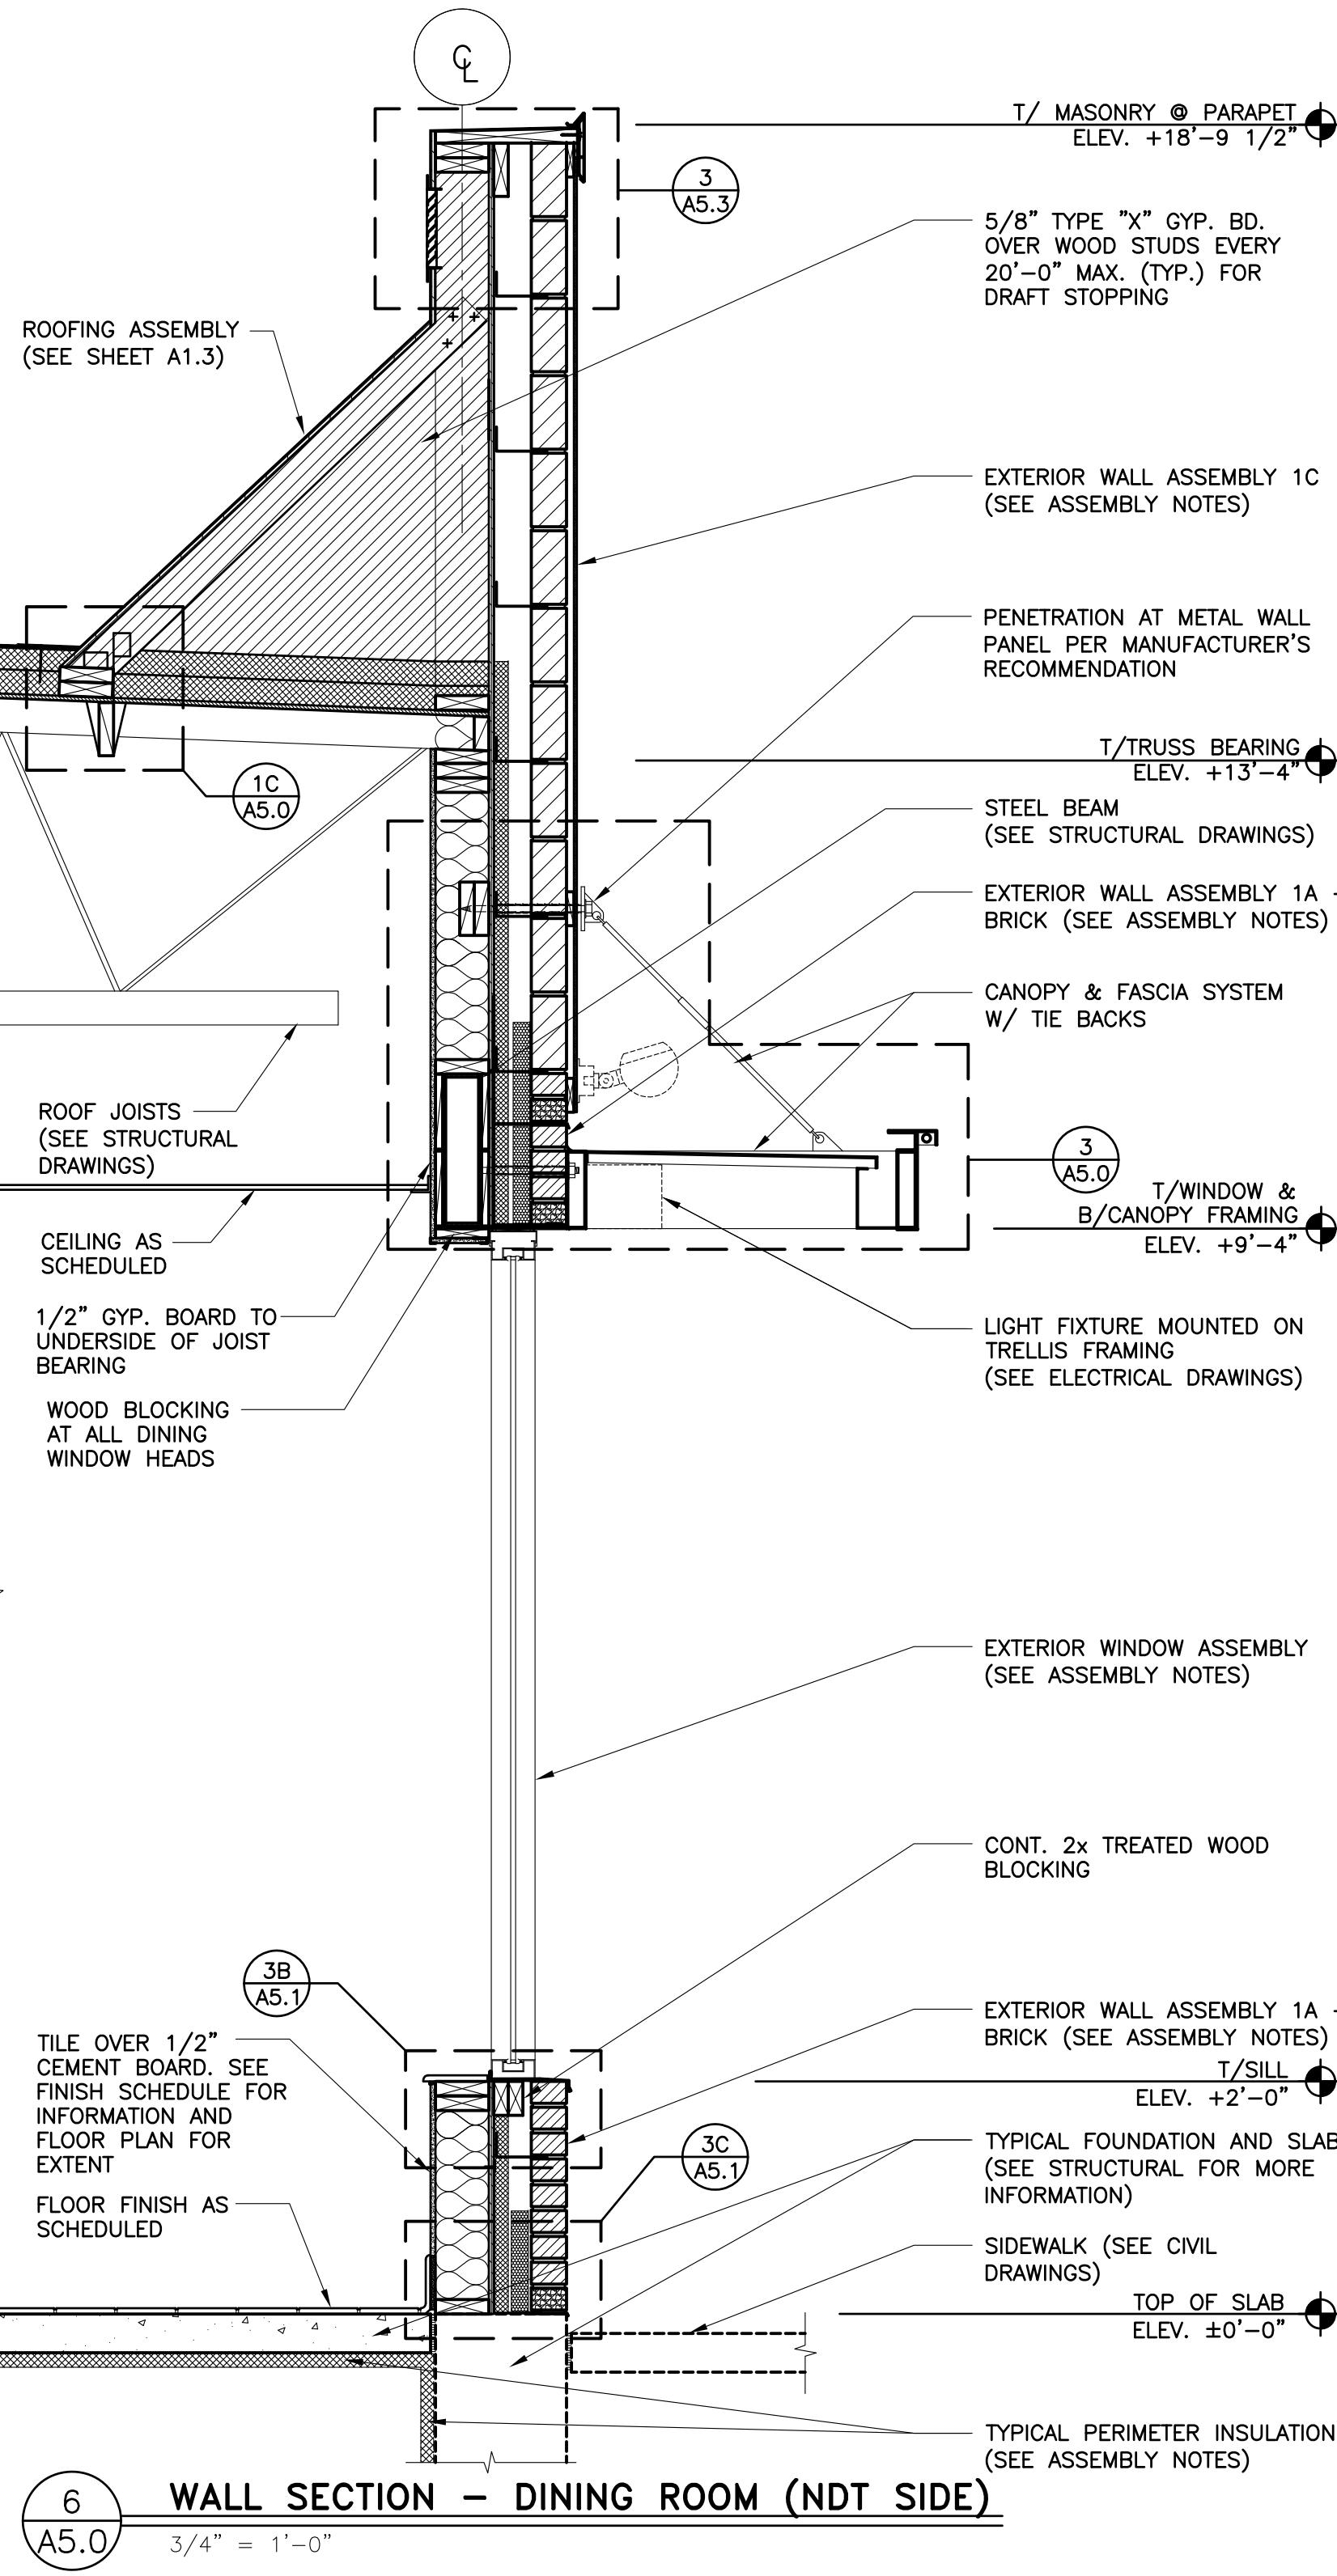 CL
T/ MASONRY @ PARAPET
ELEV. +18'-9 1/2"
3
A5.3
5/8" TYPE "X" GYP. BD.
OVER WOOD STUDS EVERY
20'-0" MAX. (TYP.) FOR
DRAFT STOPPING
ROOFING ASSEMBLY
(SEE SHEET A1.3)
EXTERIOR WALL ASSEMBLY 1C
(SEE ASSEMBLY NOTES)
PENETRATION AT METAL WALL
PANEL PER MANUFACTURER'S
RECOMMENDATION
T/TRUSS BEARING
ELEV. +13'-4"
1C
A5.0
STEEL BEAM
(SEE STRUCTURAL DRAWINGS)
EXTERIOR WALL ASSEMBLY 1A -
BRICK (SEE ASSEMBLY NOTES)
CANOPY & FASCIA SYSTEM
W/ TIE BACKS
ROOF JOISTS
(SEE STRUCTURAL
DRAWINGS)
3
A5.0
T/WINDOW &
B/CANOPY FRAMING
ELEV. +9'-4"
CEILING AS
SCHEDULED
1/2" GYP. BOARD TO
UNDERSIDE OF JOIST
BEARING
LIGHT FIXTURE MOUNTED ON
TRELLIS FRAMING
(SEE ELECTRICAL DRAWINGS)
WOOD BLOCKING
AT ALL DINING
WINDOW HEADS
EXTERIOR WINDOW ASSEMBLY
(SEE ASSEMBLY NOTES)
CONT. 2x TREATED WOOD
BLOCKING
3B
A5.1
EXTERIOR WALL ASSEMBLY 1A -
BRICK (SEE ASSEMBLY NOTES)
TILE OVER 1/2"
CEMENT BOARD. SEE
FINISH SCHEDULE FOR
INFORMATION AND
FLOOR PLAN FOR
EXTENT
T/SILL
ELEV. +2'-0"
3C
A5.1
TYPICAL FOUNDATION AND SLAB
(SEE STRUCTURAL FOR MORE
INFORMATION)
FLOOR FINISH AS
SCHEDULED
SIDEWALK (SEE CIVIL
DRAWINGS)
TOP OF SLAB
ELEV. ±0'-0"
TYPICAL PERIMETER INSULATION
(SEE ASSEMBLY NOTES)
6
A5.0
WALL SECTION - DINING ROOM (NDT SIDE)
3/4" = 1'-0"